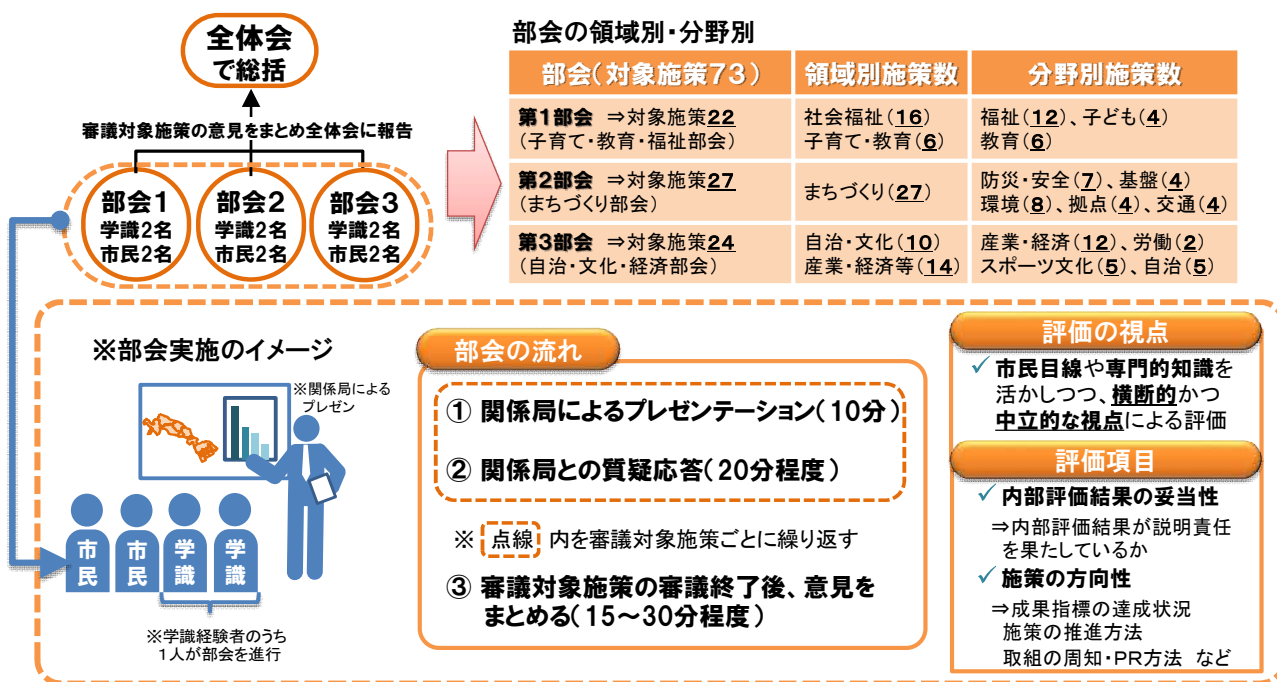 全体会
で総括
審議対象施策の意見をまとめ全体会に報告
部会1
学識2名
市民2名
部会2
学識2名
市民2名
部会3
学識2名
市民2名
部会の領域別・分野別
部会(対象施策73)
領域別施策数
分野別施策数
第1部会 ⇒対象施策22
(子育て・教育・福祉部会)
社会福祉(16)
子育て・教育(6)
福祉(12)、子ども(4)
教育(6)
第2部会 ⇒対象施策27
(まちづくり部会)
まちづくり(27)
防災・安全(7)、基盤(4)
環境(8)、拠点(4)、交通(4)
第3部会 ⇒対象施策24
(自治・文化・経済部会)
自治・文化(10)
産業・経済等(14)
産業・経済(12)、労働(2)
スポーツ文化(5)、自治(5)
※部会実施のイメージ
※関係局による
プレゼン
市民
市民
学識
学識
※学識経験者のうち
1人が部会を進行
部会の流れ
① 関係局によるプレゼンテーション(10分)
② 関係局との質疑応答(20分程度)
※ 点線 内を審議対象施策ごとに繰り返す
③ 審議対象施策の審議終了後、意見を
まとめる(15～30分程度)
評価の視点
✓ 市民目線や専門的知識を
活かしつつ、横断的かつ
中立的な視点による評価
評価項目
✓ 内部評価結果の妥当性
⇒内部評価結果が説明責任
を果たしているか
✓ 施策の方向性
⇒成果指標の達成状況
施策の推進方法
取組の周知・PR方法 など